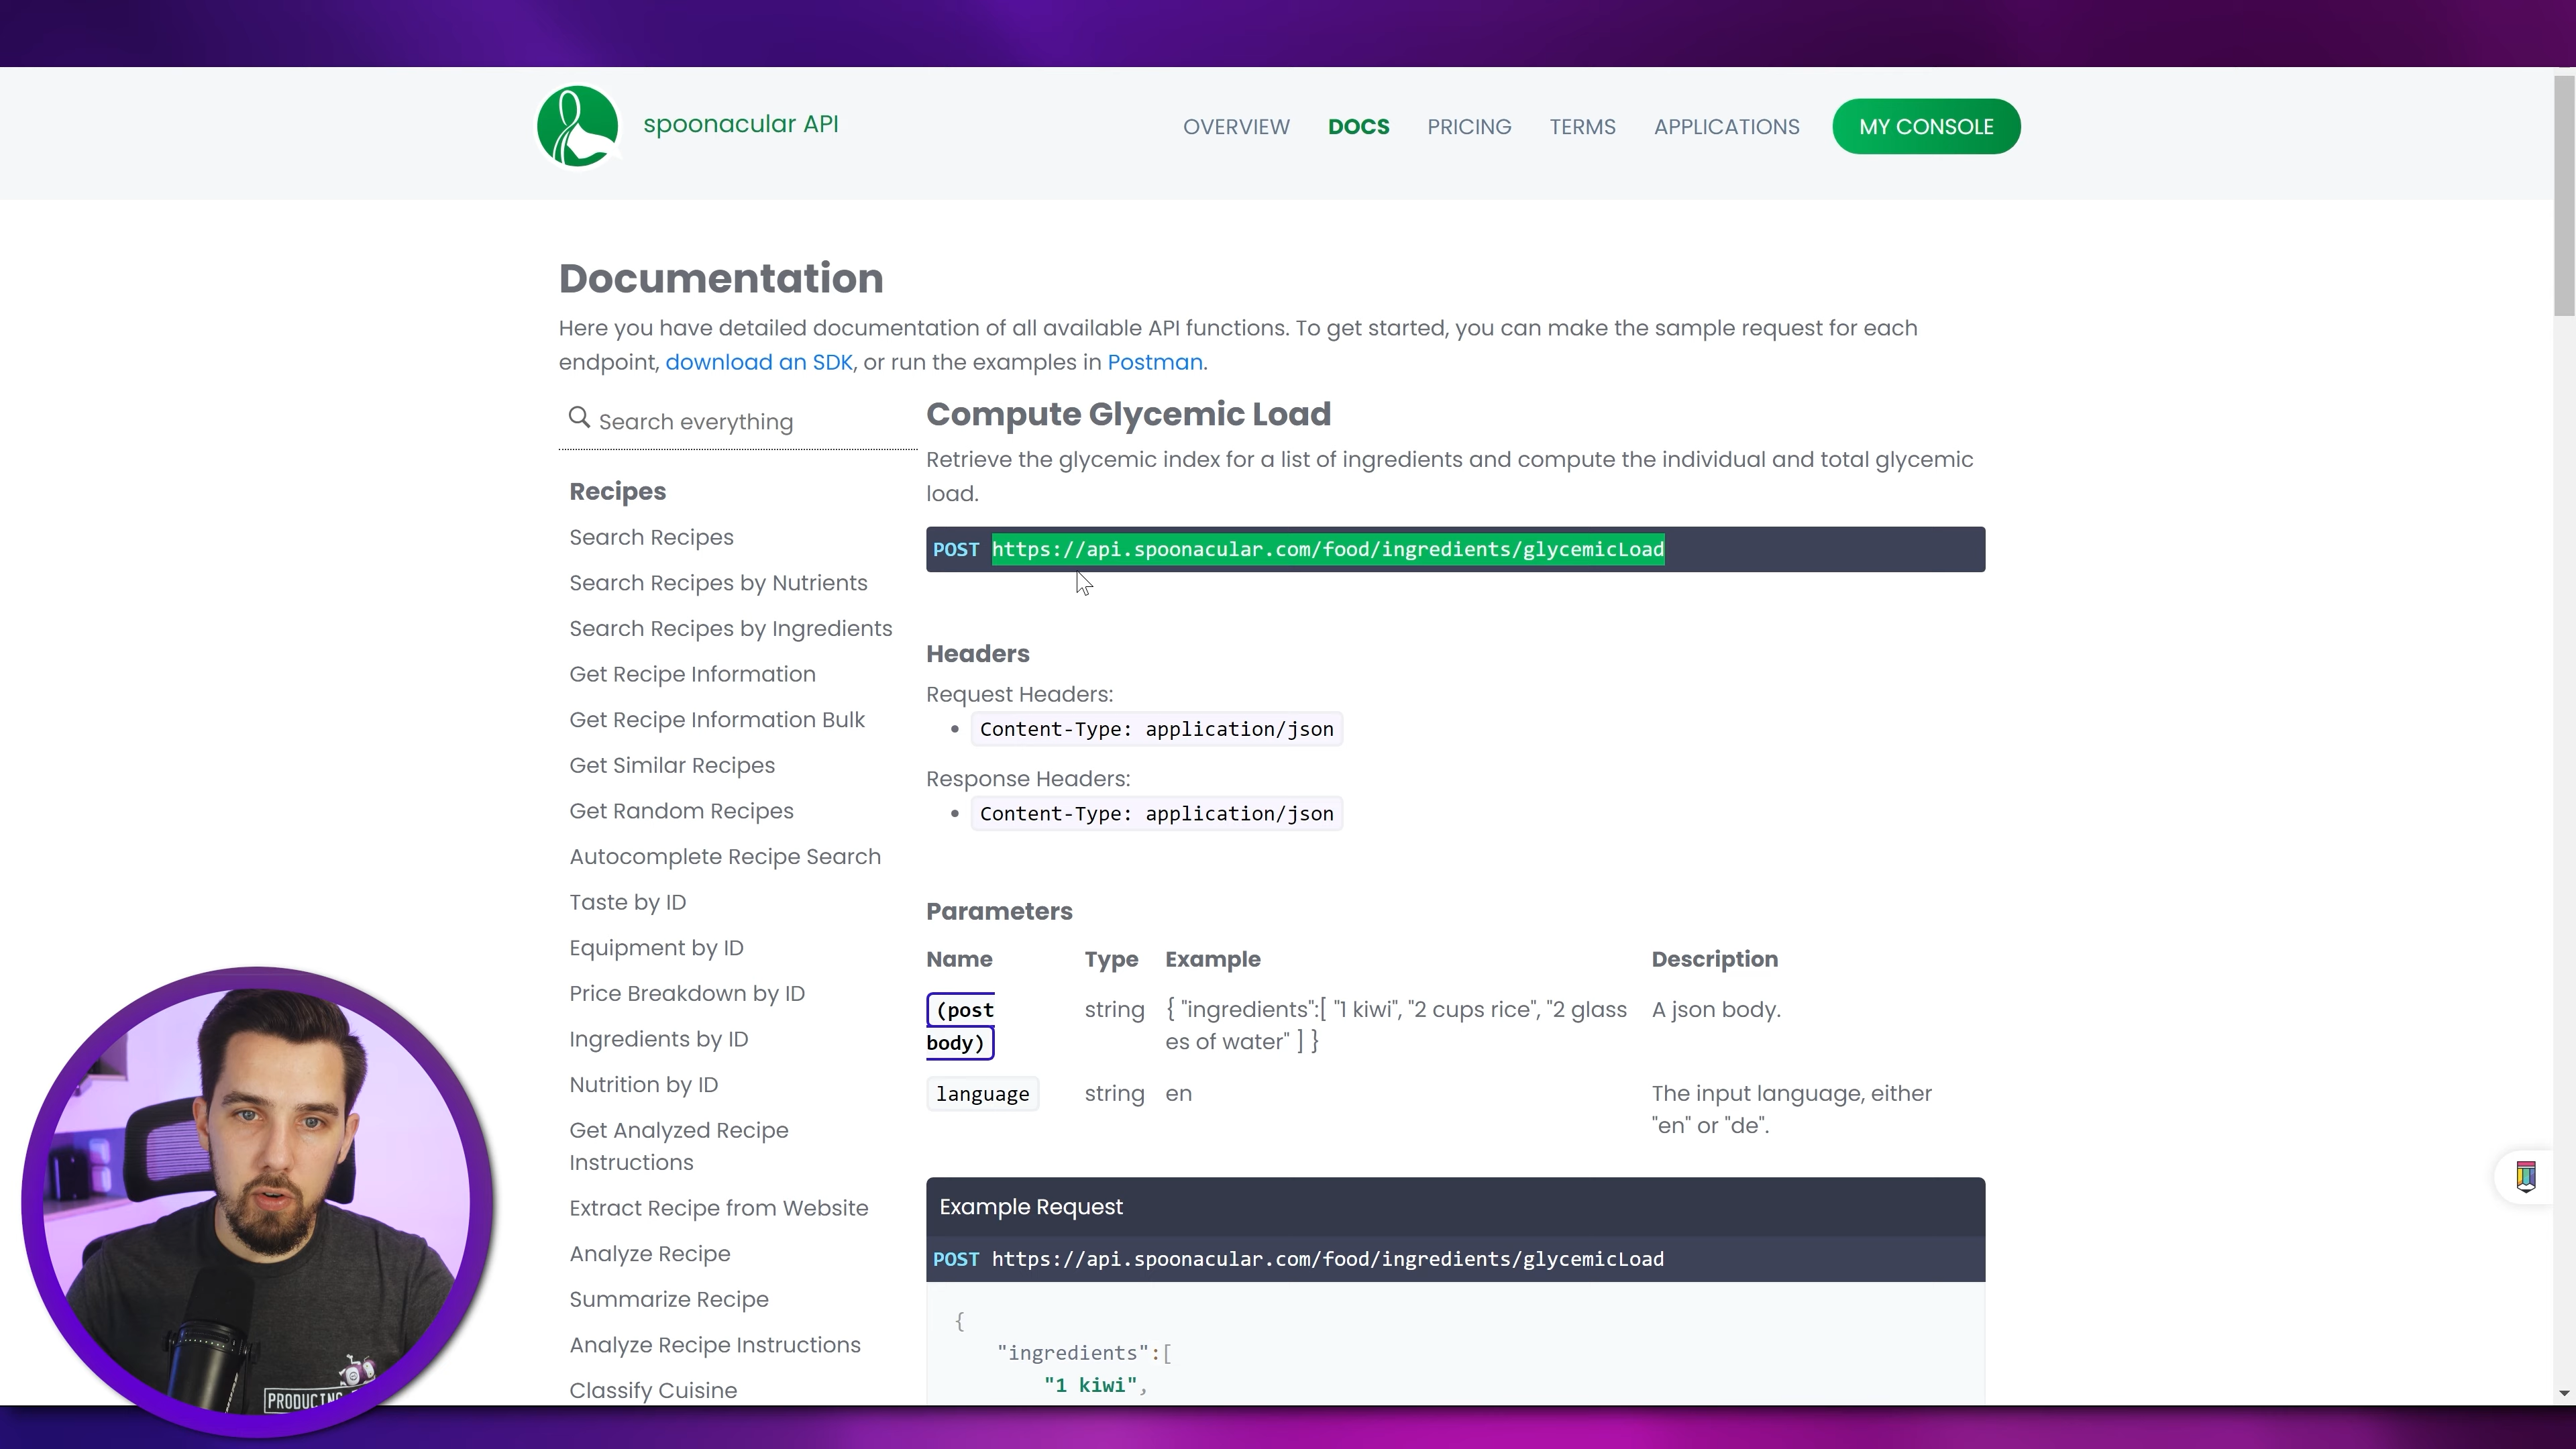 spoonacular API
OVERVIEW
DOCS
PRICING
TERMS
APPLICATIONS
MY CONSOLE
Documentation
Here you have detailed documentation of all available API functions. To get started, you can make the sample request for each
endpoint, download an SDK, or run the examples in Postman.
Search everything
Recipes
Search Recipes
Search Recipes by Nutrients
Search Recipes by Ingredients
Get Recipe Information
Get Recipe Information Bulk
Get Similar Recipes
Get Random Recipes
Autocomplete Recipe Search
Taste by ID
Equipment by ID
Price Breakdown by ID
Ingredients by ID
Nutrition by ID
Get Analyzed Recipe
Instructions
Extract Recipe from Website
Analyze Recipe
Summarize Recipe
Analyze Recipe Instructions
Classify Cuisine
Compute Glycemic Load
Retrieve the glycemic index for a list of ingredients and compute the individual and total glycemic
load.
POST https://api.spoonacular.com/food/ingredients/glycemicLoad
Headers
Request Headers:
Content-Type: application/json
Response Headers:
Content-Type: application/json
Parameters
Name Type Example Description
(post string { "ingredients":[ "1 kiwi", "2 cups rice", "2 glass A json body.
body) es of water" ] }
language string en The input language, either
"en" or "de".
Example Request
POST https://api.spoonacular.com/food/ingredients/glycemicLoad
{
"ingredients":[
"1 kiwi",